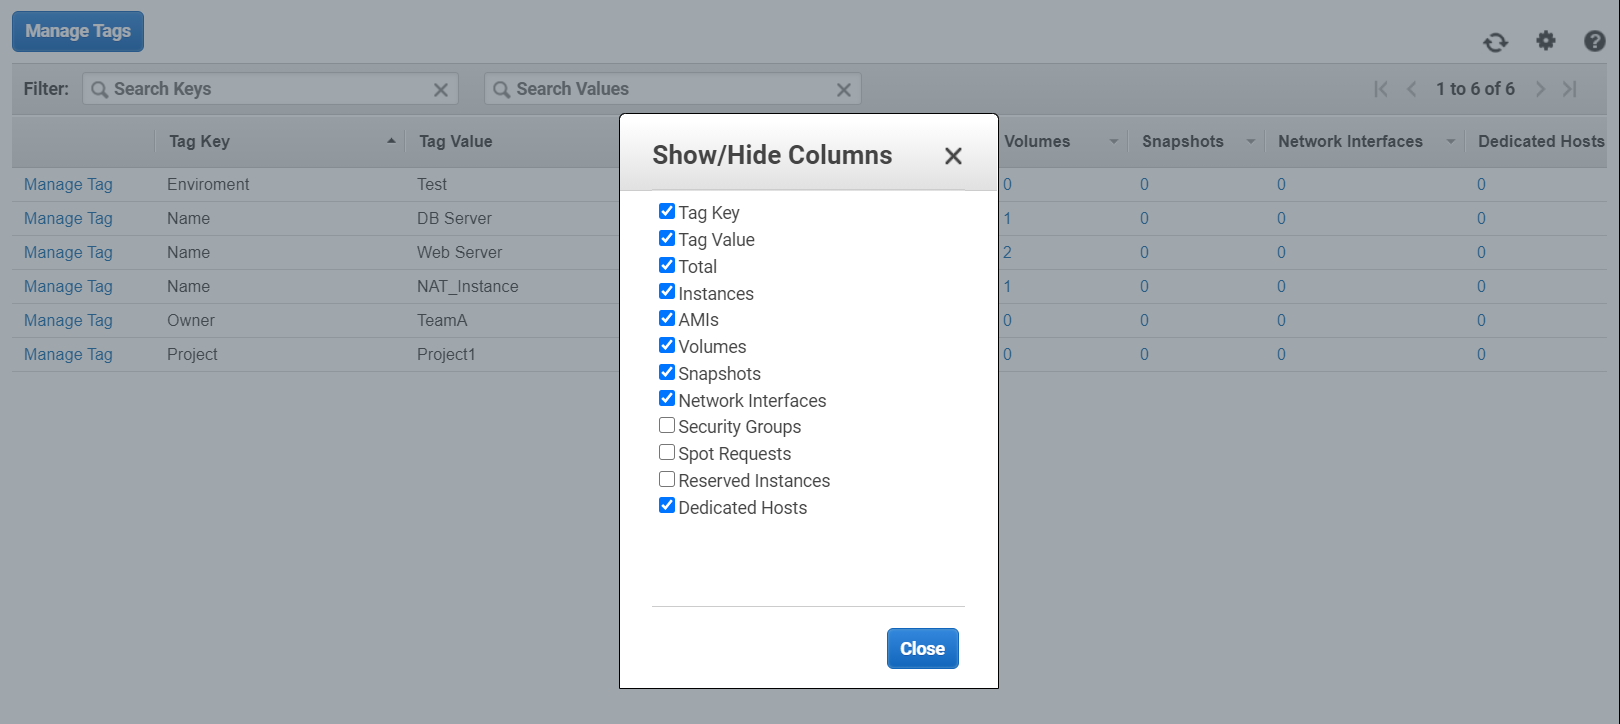 Manage Tags
Filter: Search Keys Search Values 1 to 6 of 6
Tag Key Tag Value Volumes Snapshots Network Interfaces Dedicated Hosts
Manage Tag Enviroment Test 0 0 0 0
Manage Tag Name DB Server 1 0 0 0
Manage Tag Name Web Server 2 0 0 0
Manage Tag Name NAT_Instance 1 0 0 0
Manage Tag Owner TeamA 0 0 0 0
Manage Tag Project Project1 0 0 0 0
Show/Hide Columns
Tag Key
Tag Value
Total
Instances
AMIs
Volumes
Snapshots
Network Interfaces
Security Groups
Spot Requests
Reserved Instances
Dedicated Hosts
Close